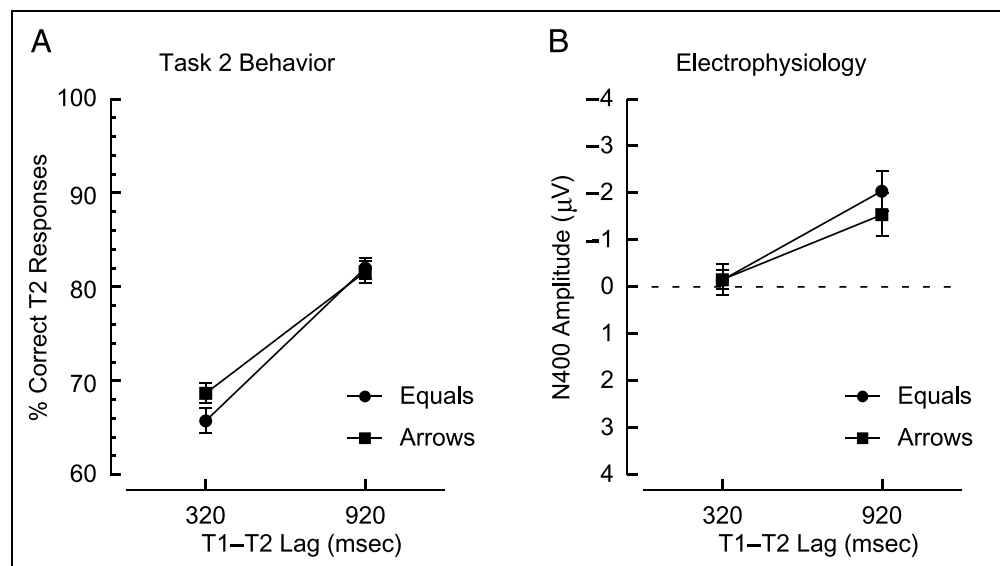 A
Task 2 Behavior
% Correct T2 Responses
100
90
80
70
60
Equals
Arrows
320
920
T1–T2 Lag (msec)
B
Electrophysiology
N400 Amplitude (μV)
–4
–3
–2
–1
0
1
2
3
4
Equals
Arrows
320
920
T1–T2 Lag (msec)